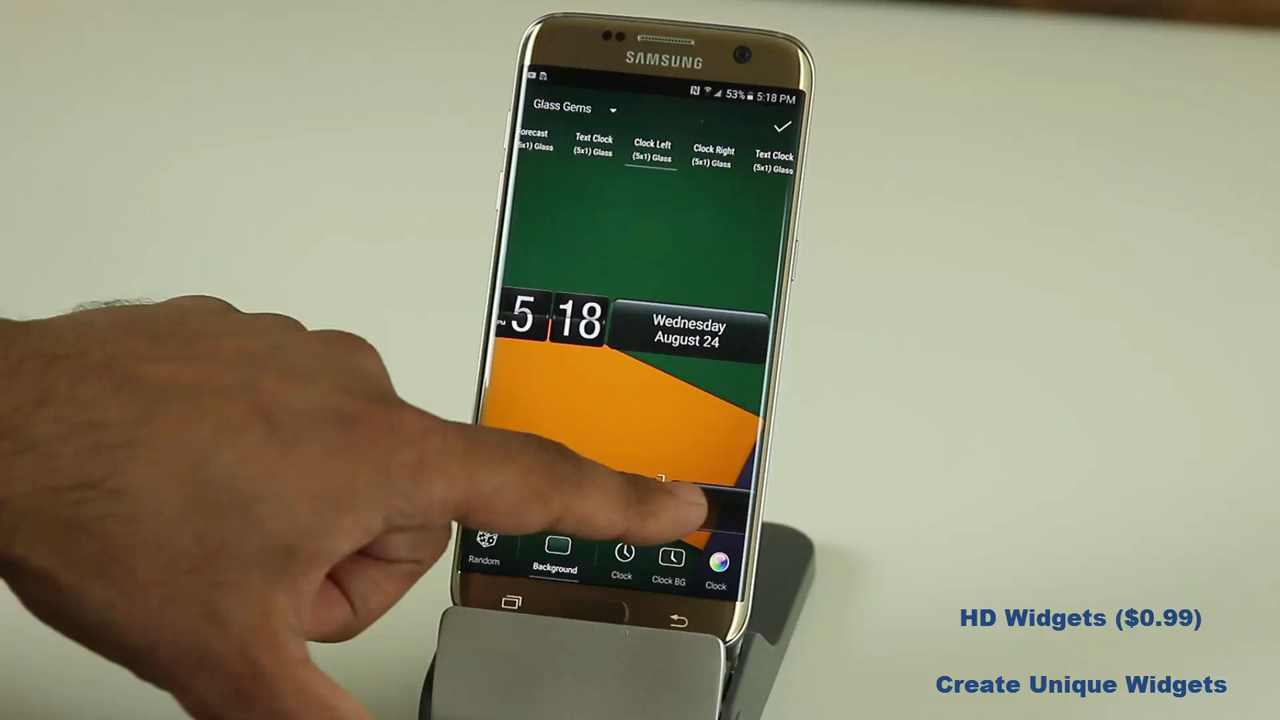 SAMSUNG
53% 5:18 PM
Glass Gems
orecast
(5x1) Glass
Text Clock
(5x1) Glass
Clock Left
(5x1) Glass
Clock Right
(5x1) Glass
Text Clock
(5x1) Glass
PM
5
18
Wednesday
August 24
Random
Background
Clock
Clock BG
Clock
HD Widgets ($0.99)
Create Unique Widgets